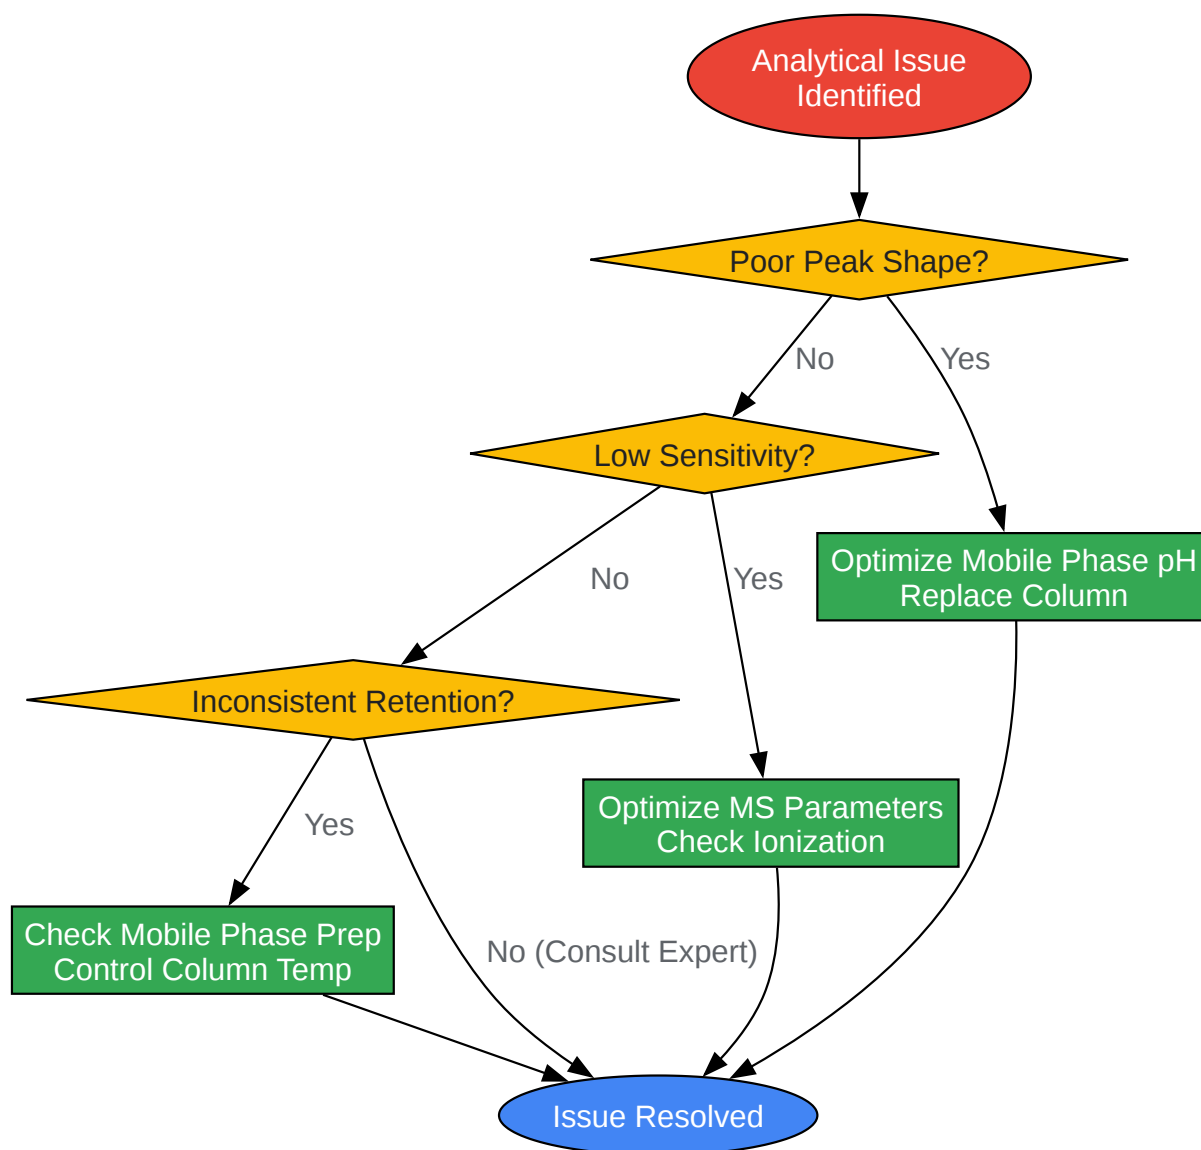 Analytical Issue
Identified
Poor Peak Shape?
No
Yes
Low Sensitivity?
Optimize Mobile Phase pH
Replace Column
No
Yes
Inconsistent Retention?
Optimize MS Parameters
Check Ionization
Yes
Check Mobile Phase Prep
Control Column Temp
No (Consult Expert)
Issue Resolved